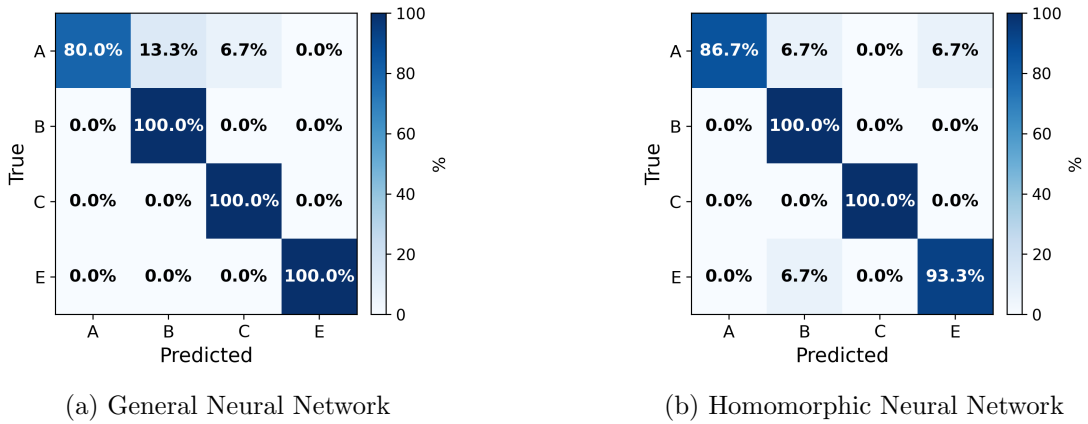 100
A 80.0% 13.3% 6.7% 0.0%
80
B 0.0% 100.0% 0.0% 0.0%
60
True
%
40
C 0.0% 0.0% 100.0% 0.0%
20
E 0.0% 0.0% 0.0% 100.0%
0
A B C E
Predicted
(a) General Neural Network
100
A 86.7% 6.7% 0.0% 6.7%
80
B 0.0% 100.0% 0.0% 0.0%
60
True
%
40
C 0.0% 0.0% 100.0% 0.0%
20
E 0.0% 6.7% 0.0% 93.3%
0
A B C E
Predicted
(b) Homomorphic Neural Network